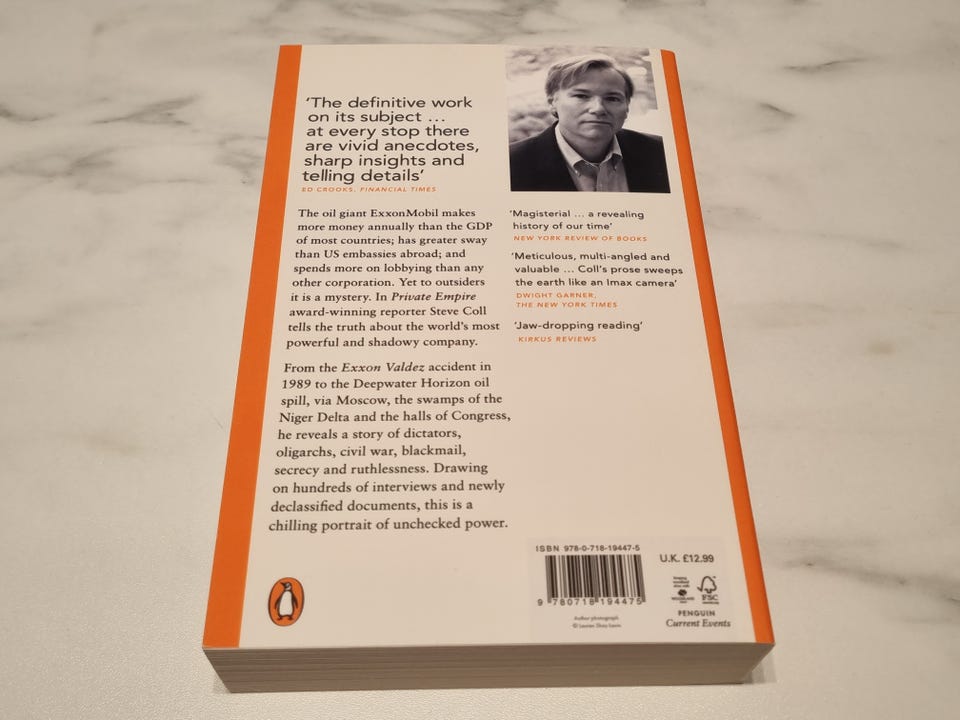 ‘The definitive work
on its subject ...
at every stop there
are vivid anecdotes,
sharp insights and
telling details’
ED CROOKS, FINANCIAL TIMES
The oil giant ExxonMobil makes
more money annually than the GDP
of most countries; has greater sway
than US embassies abroad; and
spends more on lobbying than any
other corporation. Yet to outsiders
it is a mystery. In Private Empire
award-winning reporter Steve Coll
tells the truth about the world’s most
powerful and shadowy company.
From the Exxon Valdez accident in
1989 to the Deepwater Horizon oil
spill, via Moscow, the swamps of the
Niger Delta and the halls of Congress,
he reveals a story of dictators,
oligarchs, civil war, blackmail,
secrecy and ruthlessness. Drawing
on hundreds of interviews and newly
declassified documents, this is a
chilling portrait of unchecked power.
‘Magisterial ... a revealing
history of our time’
NEW YORK REVIEW OF BOOKS
‘Meticulous, multi-angled and
valuable ... Coll’s prose sweeps
the earth like an Imax camera’
DWIGHT GARNER,
THE NEW YORK TIMES
‘Jaw-dropping reading’
KIRKUS REVIEWS
ISBN 978-0-718-19447-5
9 780718 194475
Author photograph
U.K. £12.99
FSC
PENGUIN
Current Events